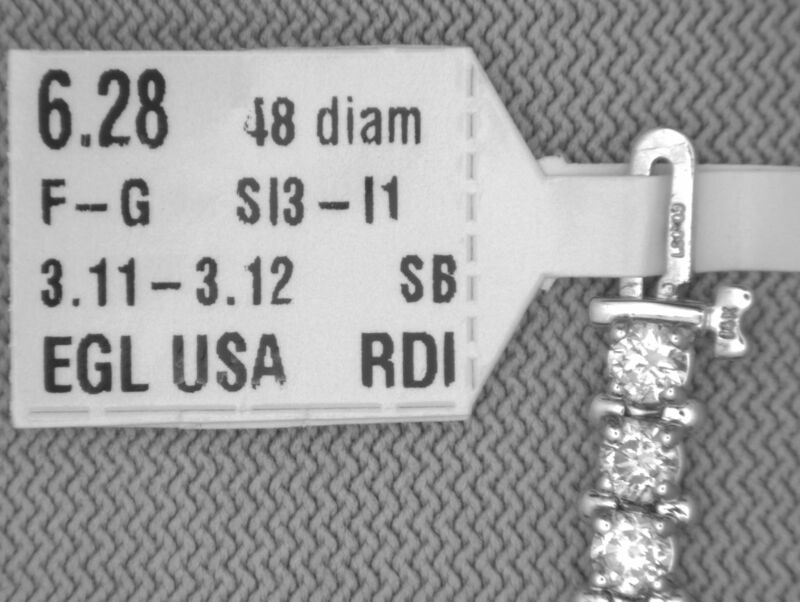 6.28 48 diam
F-G SI3-I1
3.11-3.12 SB
EGL USA RDI